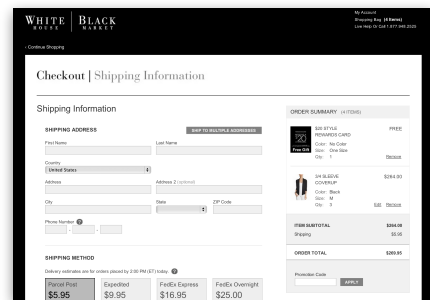 WHITE | BLACK
HOUSE | MARKET
My Account
Shopping Bag (4 Items)
Live Help Or Call 1.877.948.2525
‹ Continue Shopping
Checkout | Shipping Information
Shipping Information
SHIPPING ADDRESS
SHIP TO MULTIPLE ADDRESSES
First Name
Last Name
Country
United States
Address
Address 2 (optional)
City
State
ZIP Code
Phone Number ?
SHIPPING METHOD
Delivery estimates are for orders placed by 2:00 PM (ET) today. ?
Parcel Post
$5.95
Expedited
$9.95
FedEx Express
$16.95
FedEx Overnight
$25.00
ORDER SUMMARY (4 ITEMS)
$20
Free Gift
$20 STYLE
REWARDS CARD
FREE
Color: No Color
Size: One Size
Qty: 1
Remove
3/4 SLEEVE
COVERUP
$264.00
Color: Black
Size: M
Qty: 3
Edit Remove
ITEM SUBTOTAL $264.00
Shipping $5.95
ORDER TOTAL $269.95
Promotion Code
APPLY